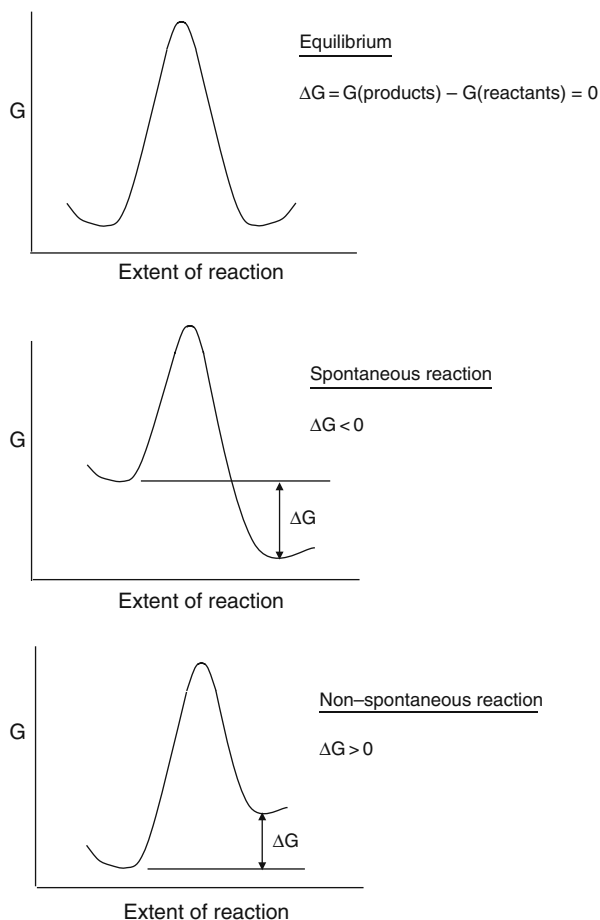 Equilibrium
ΔG = G(products) – G(reactants) = 0
G
Extent of reaction
Spontaneous reaction
ΔG < 0
G
ΔG
Extent of reaction
Non–spontaneous reaction
ΔG > 0
G
ΔG
Extent of reaction